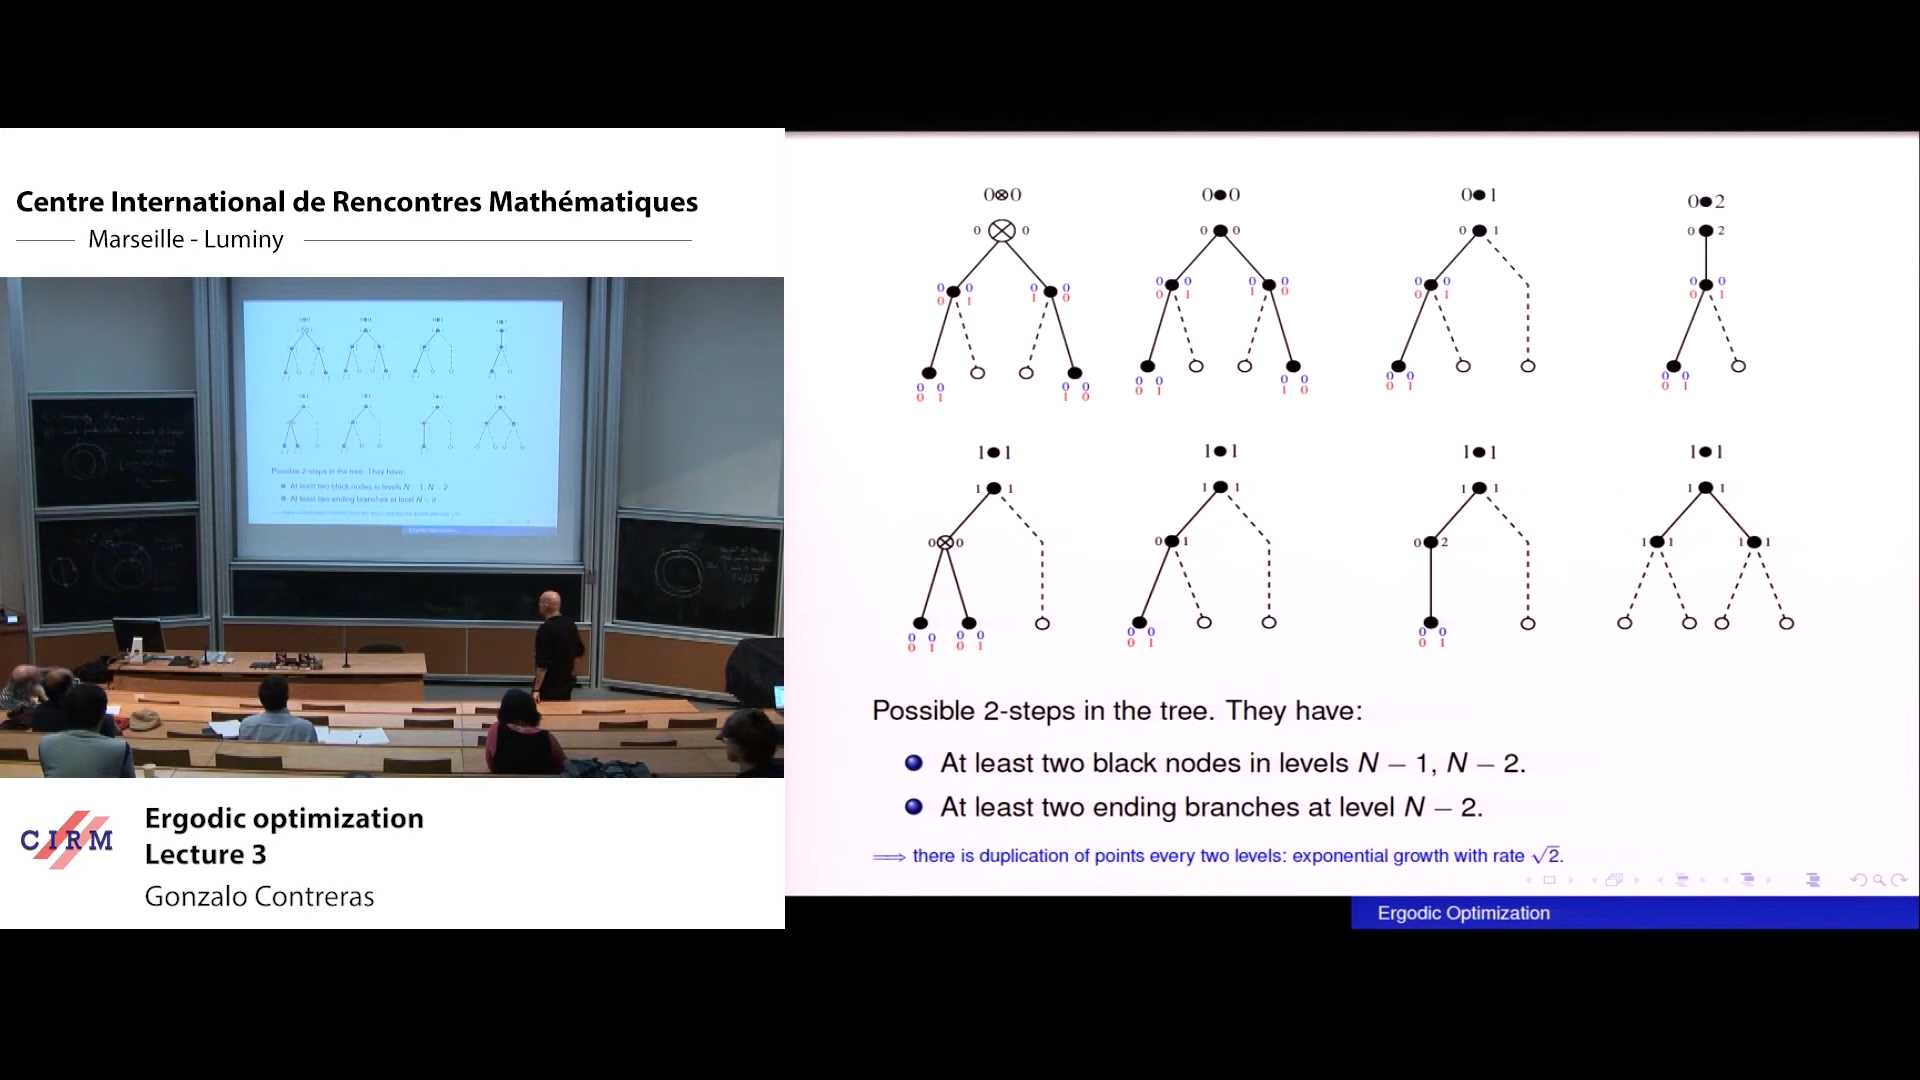 Centre International de Rencontres Mathématiques
Marseille - Luminy
0⊗0 0●0 0●1 0●2
0 0 0 0 0 1 0 2
0 0 0 0 0 0 0 0 0 0 0 0
0 1 1 0 0 1 1 0 0 1 0 1
0 0 0 0 0 0 0 0 0 0 0 0
0 1 1 0 0 1 1 0 0 1 0 1
1●1 1●1 1●1 1●1
1 1 1 1 1 1 1 1
0 0 0 1 0 2 1 1 1 1
0 0 0 0 0 0 0 0
0 1 0 1 0 1 0 1
Possible 2-steps in the tree. They have:
At least two black nodes in levels N − 1, N − 2.
At least two ending branches at level N − 2.
⟹ there is duplication of points every two levels: exponential growth with rate √2.
Ergodic Optimization
CIRM
Ergodic optimization
Lecture 3
Gonzalo Contreras